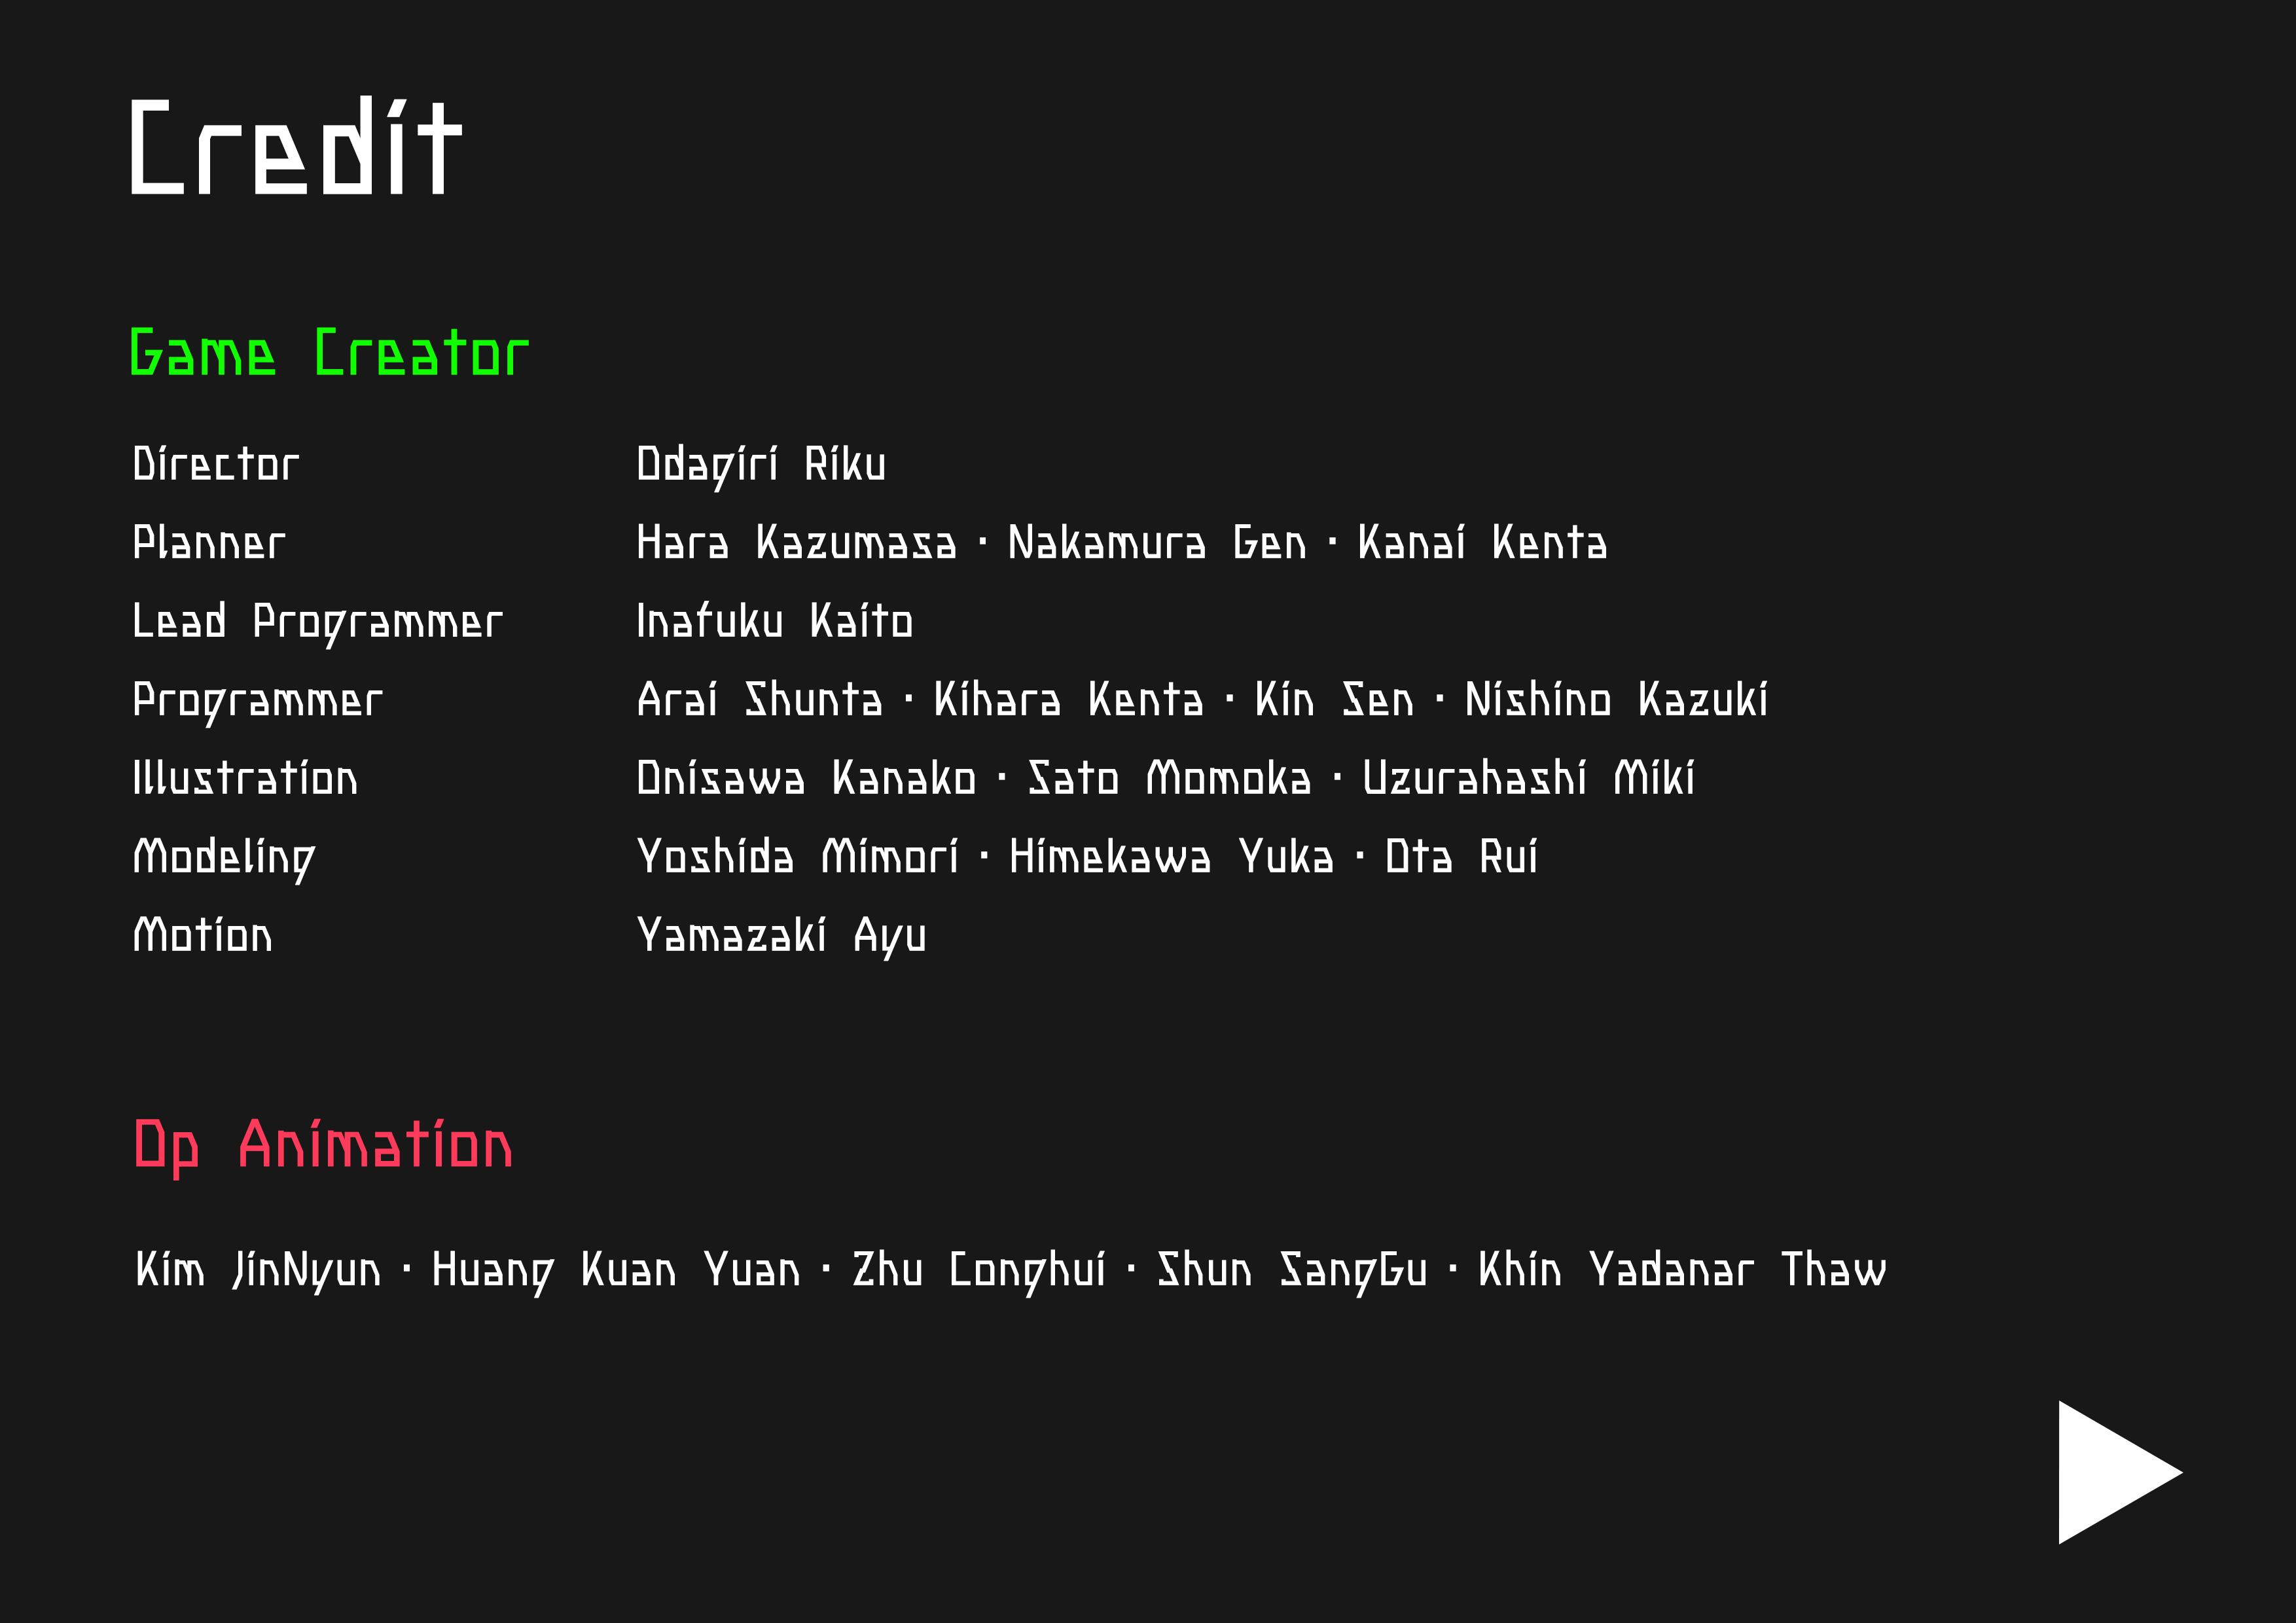 Credit
Game Creator
Director Odagiri Riku
Planner Hara Kazumasa · Nakamura Gen · Kanai Kenta
Lead Programmer Inafuku Kaito
Programmer Arai Shunta · Kihara Kenta · Kin Sen · Nishino Kazuki
Illustration Onisawa Kanako · Sato Momoka · Uzurahashi Miki
Modeling Yoshida Minori · Himekawa Yuka · Ota Rui
Motion Yamazaki Ayu
Op Animation
Kim JinNyun · Huang Kuan Yuan · Zhu Conghui · Shun SangGu · Khin Yadanar Thaw